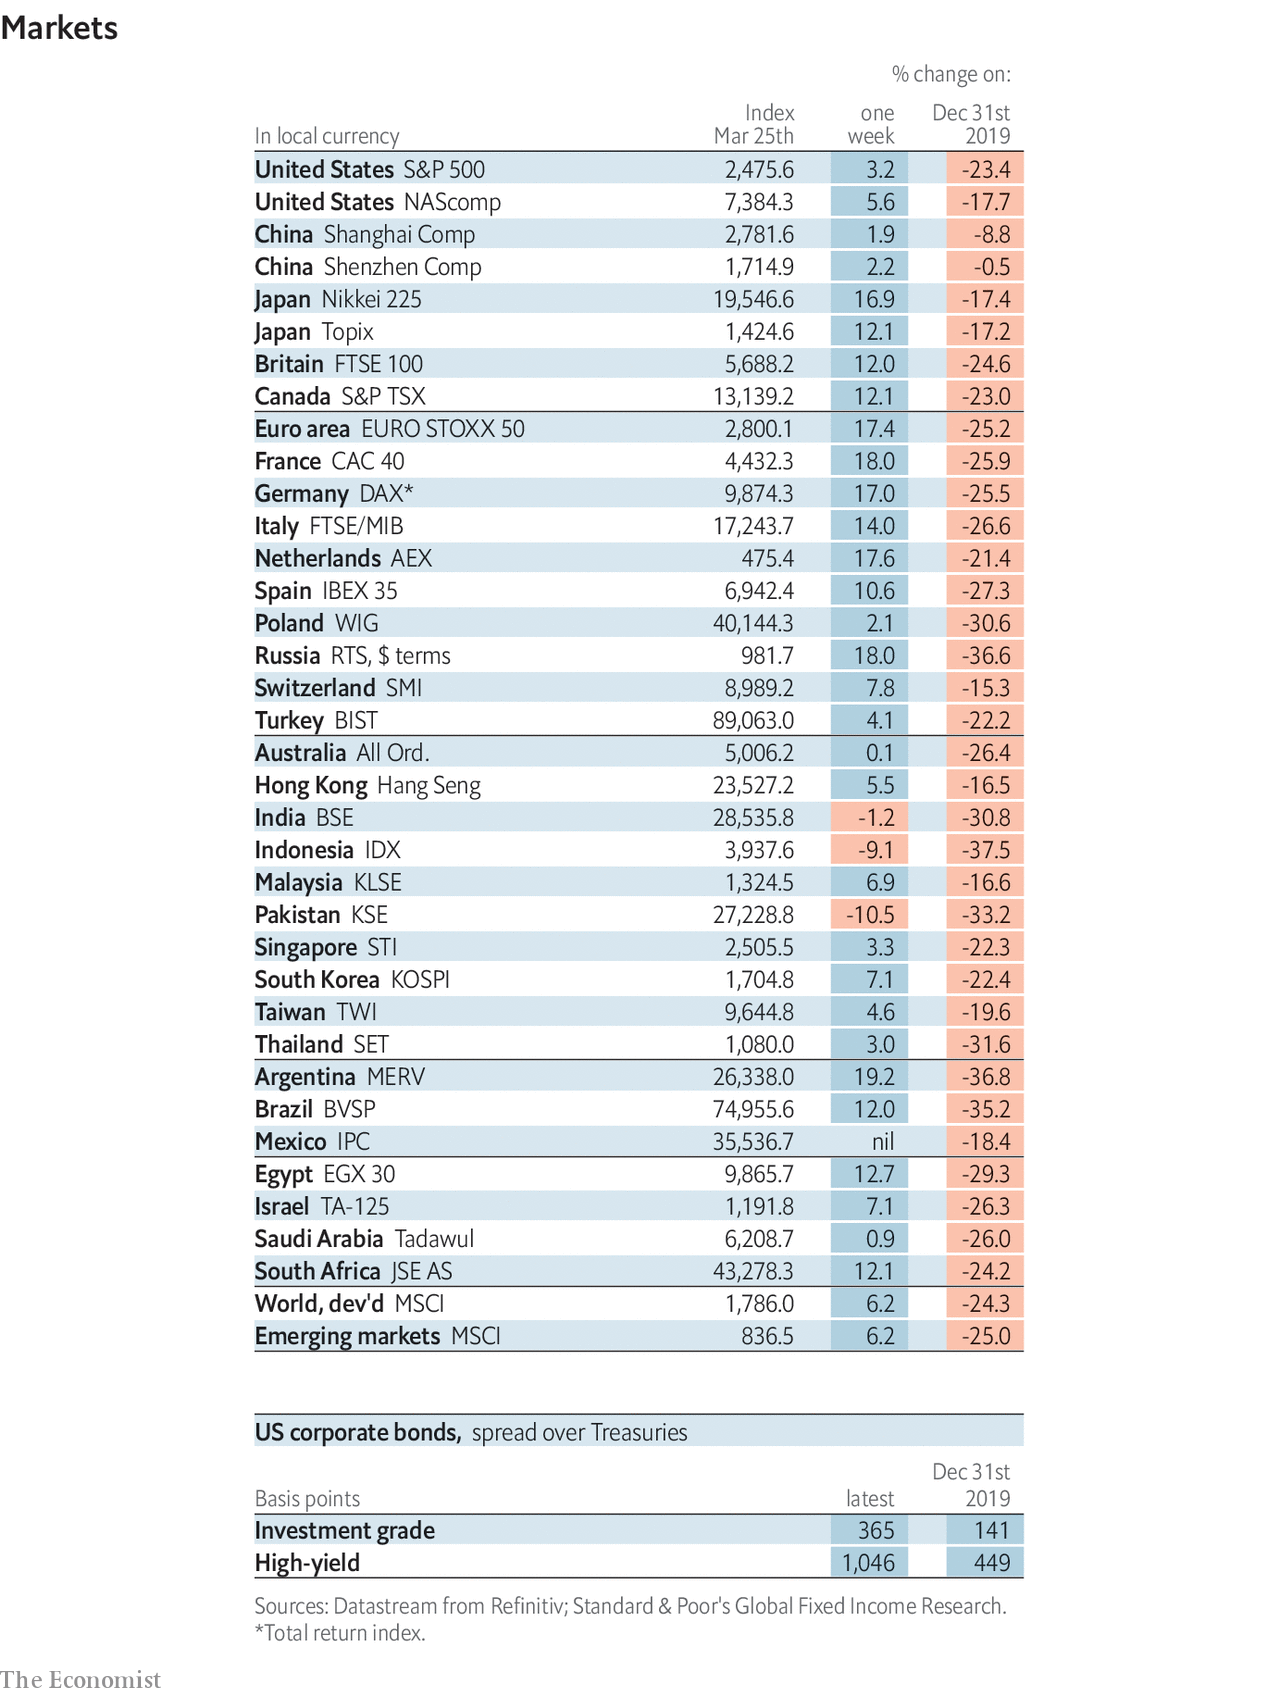 Markets
% change on:
Index one Dec 31st
In local currency Mar 25th week 2019
United States S&P 500 2,475.6 3.2 -23.4
United States NAScomp 7,384.3 5.6 -17.7
China Shanghai Comp 2,781.6 1.9 -8.8
China Shenzhen Comp 1,714.9 2.2 -0.5
Japan Nikkei 225 19,546.6 16.9 -17.4
Japan Topix 1,424.6 12.1 -17.2
Britain FTSE 100 5,688.2 12.0 -24.6
Canada S&P TSX 13,139.2 12.1 -23.0
Euro area EURO STOXX 50 2,800.1 17.4 -25.2
France CAC 40 4,432.3 18.0 -25.9
Germany DAX* 9,874.3 17.0 -25.5
Italy FTSE/MIB 17,243.7 14.0 -26.6
Netherlands AEX 475.4 17.6 -21.4
Spain IBEX 35 6,942.4 10.6 -27.3
Poland WIG 40,144.3 2.1 -30.6
Russia RTS, $ terms 981.7 18.0 -36.6
Switzerland SMI 8,989.2 7.8 -15.3
Turkey BIST 89,063.0 4.1 -22.2
Australia All Ord. 5,006.2 0.1 -26.4
Hong Kong Hang Seng 23,527.2 5.5 -16.5
India BSE 28,535.8 -1.2 -30.8
Indonesia IDX 3,937.6 -9.1 -37.5
Malaysia KLSE 1,324.5 6.9 -16.6
Pakistan KSE 27,228.8 -10.5 -33.2
Singapore STI 2,505.5 3.3 -22.3
South Korea KOSPI 1,704.8 7.1 -22.4
Taiwan TWI 9,644.8 4.6 -19.6
Thailand SET 1,080.0 3.0 -31.6
Argentina MERV 26,338.0 19.2 -36.8
Brazil BVSP 74,955.6 12.0 -35.2
Mexico IPC 35,536.7 nil -18.4
Egypt EGX 30 9,865.7 12.7 -29.3
Israel TA-125 1,191.8 7.1 -26.3
Saudi Arabia Tadawul 6,208.7 0.9 -26.0
South Africa JSE AS 43,278.3 12.1 -24.2
World, dev'd MSCI 1,786.0 6.2 -24.3
Emerging markets MSCI 836.5 6.2 -25.0
US corporate bonds, spread over Treasuries
Dec 31st
Basis points latest 2019
Investment grade 365 141
High-yield 1,046 449
Sources: Datastream from Refinitiv; Standard & Poor's Global Fixed Income Research.
*Total return index.
The Economist